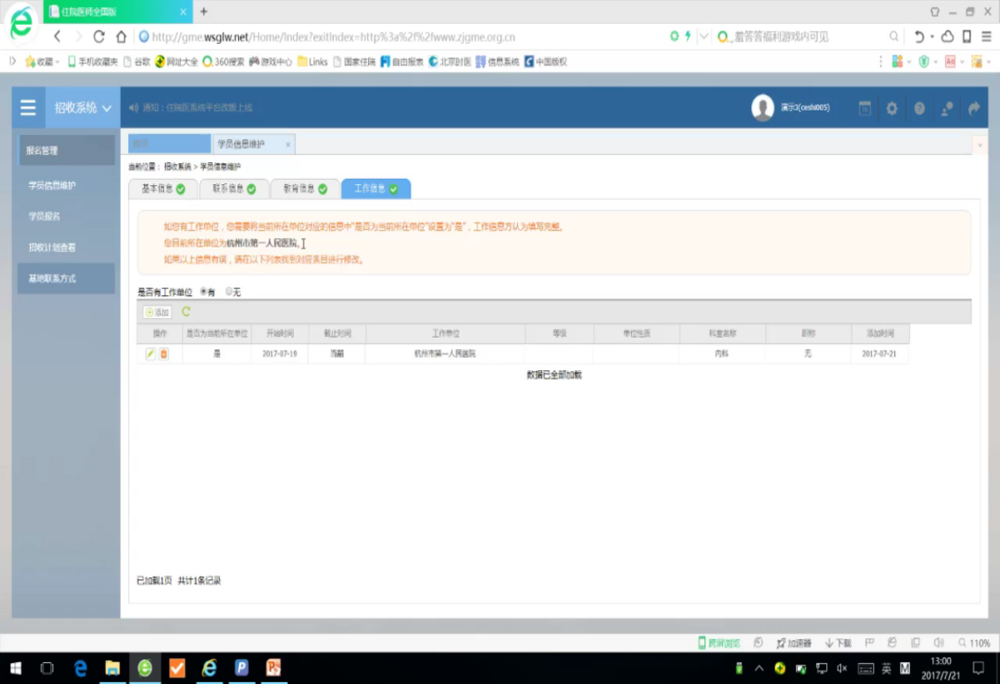 住院医师全国版
http://gme.wsglw.net/Home/Index?exitIndex=http%3a%2f%2fwww.zjgme.org.cn
羞答答福利游戏内可见
收藏 手机收藏夹 谷歌 网址大全 360搜索 游戏中心 Links 国家住院 自由报表 北京时医 信息系统 中国版权
招收系统
通知：住院医系统平台改版上线
演示3(ceshi005)
报名管理
学员信息维护
学员报名
招收计划查看
基地联系方式
首页 学员信息维护
当前位置： 招收系统 > 学员信息维护
基本信息 联系信息 教育信息 工作信息
如您有工作单位，您需要将当前所在单位对应的信息中"是否为当前所在单位"设置为"是"，工作信息方认为填写完整。
您目前所在单位为杭州市第一人民医院。
如果以上信息有误，请在以下列表找到对应条目进行修改。
是否有工作单位 有 无
添加
操作 是否为当前所在单位 开始时间 截止时间 工作单位 等级 单位性质 科室名称 职称 添加时间
是 2017-07-19 当前 杭州市第一人民医院 内科 无 2017-07-21
数据已全部加载
已加载1页 共计1条记录
跨屏浏览 加速器 下载 110%
英 M
13:00
2017/7/21